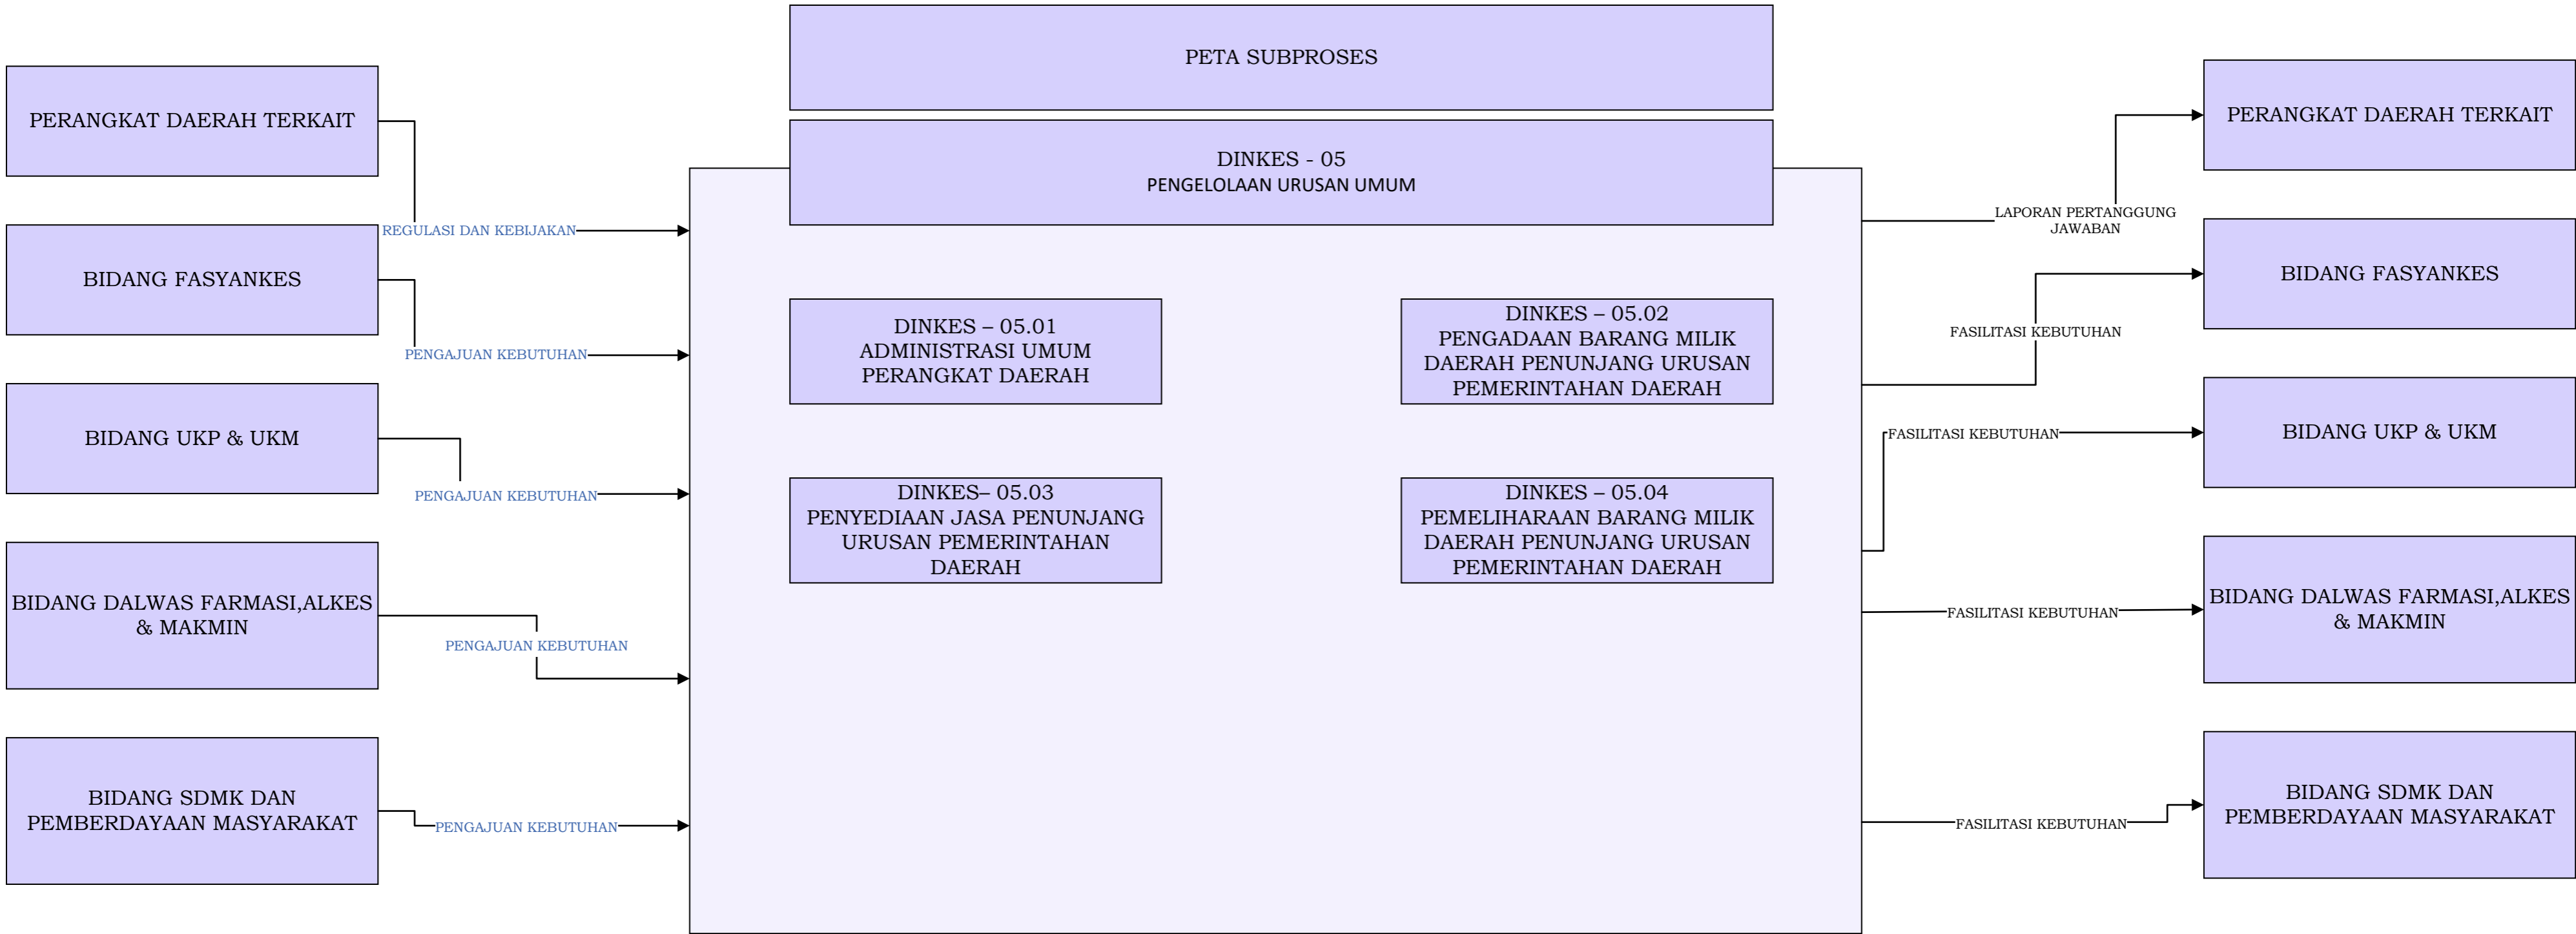 PETA SUBPROSES
DINKES - 05
PENGELOLAAN URUSAN UMUM
PERANGKAT DAERAH TERKAIT
REGULASI DAN KEBIJAKAN
BIDANG FASYANKES
PENGAJUAN KEBUTUHAN
BIDANG UKP & UKM
PENGAJUAN KEBUTUHAN
BIDANG DALWAS FARMASI,ALKES
& MAKMIN
PENGAJUAN KEBUTUHAN
BIDANG SDMK DAN
PEMBERDAYAAN MASYARAKAT
PENGAJUAN KEBUTUHAN
DINKES – 05.01
ADMINISTRASI UMUM
PERANGKAT DAERAH
DINKES – 05.02
PENGADAAN BARANG MILIK
DAERAH PENUNJANG URUSAN
PEMERINTAHAN DAERAH
DINKES– 05.03
PENYEDIAAN JASA PENUNJANG
URUSAN PEMERINTAHAN
DAERAH
DINKES – 05.04
PEMELIHARAAN BARANG MILIK
DAERAH PENUNJANG URUSAN
PEMERINTAHAN DAERAH
PERANGKAT DAERAH TERKAIT
LAPORAN PERTANGGUNG
JAWABAN
BIDANG FASYANKES
FASILITASI KEBUTUHAN
BIDANG UKP & UKM
FASILITASI KEBUTUHAN
BIDANG DALWAS FARMASI,ALKES
& MAKMIN
FASILITASI KEBUTUHAN
BIDANG SDMK DAN
PEMBERDAYAAN MASYARAKAT
FASILITASI KEBUTUHAN